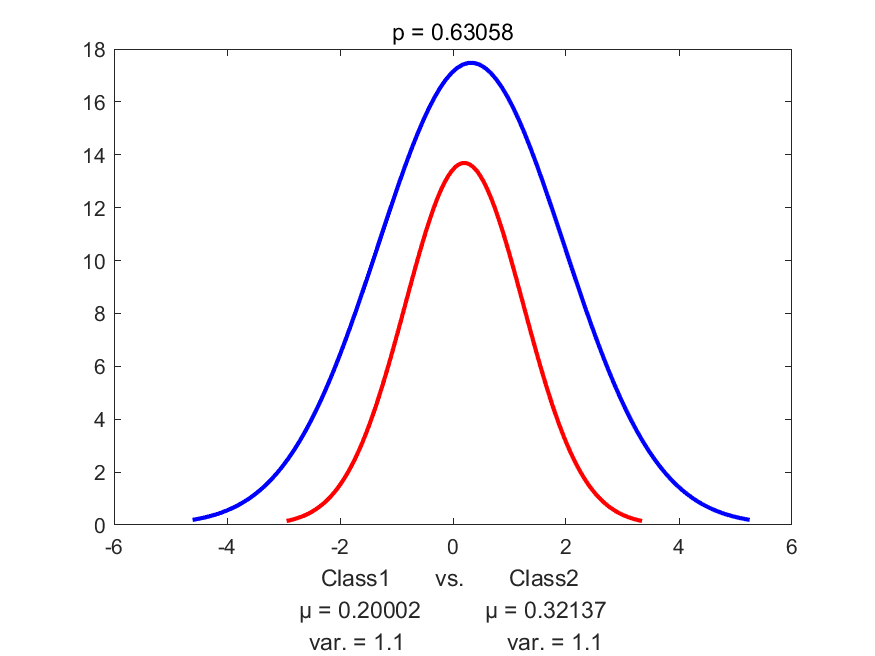 p = 0.63058
18
16
14
12
10
8
6
4
2
0
-6 -4 -2 0 2 4 6
Class1 vs. Class2
μ = 0.20002 μ = 0.32137
var. = 1.1 var. = 1.1